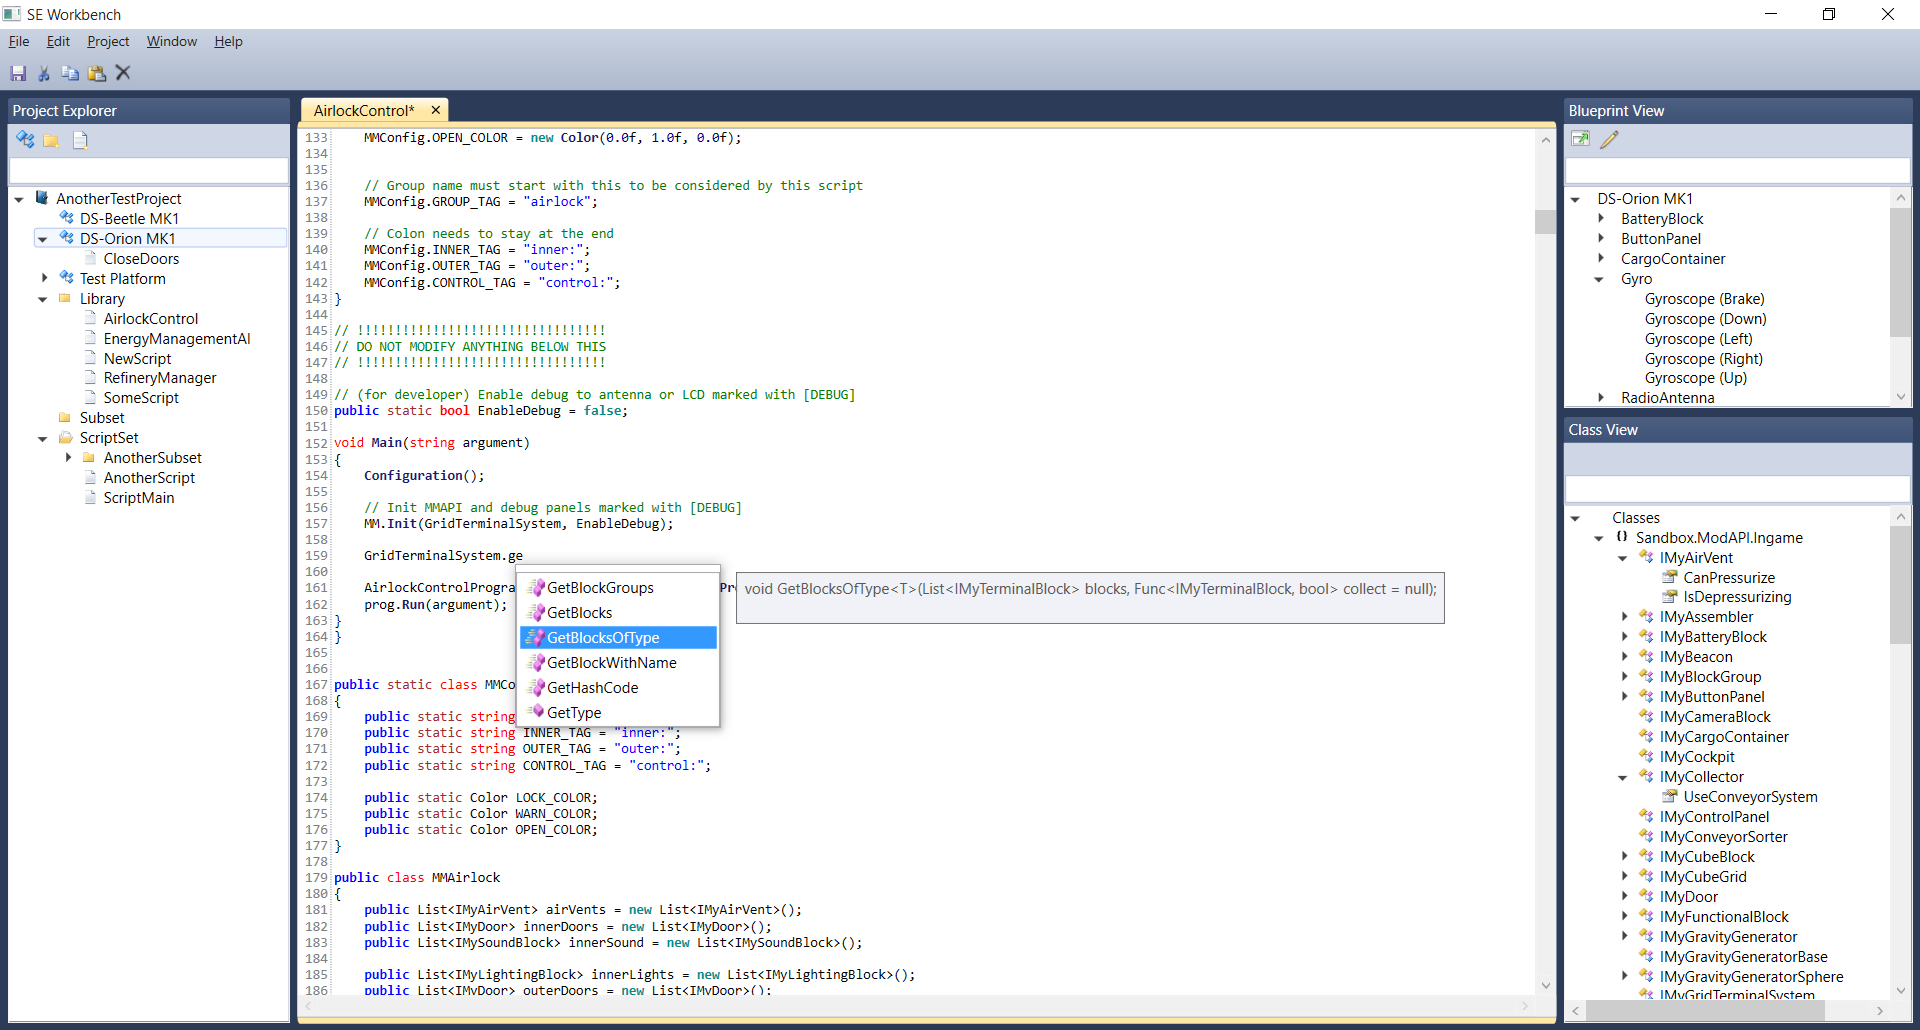 SE Workbench
File Edit Project Window Help
Project Explorer
AnotherTestProject
DS-Beetle MK1
DS-Orion MK1
CloseDoors
Test Platform
Library
AirlockControl
EnergyManagementAI
NewScript
RefineryManager
SomeScript
Subset
ScriptSet
AnotherSubset
AnotherScript
ScriptMain
AirlockControl*
133 MMConfig.OPEN_COLOR = new Color(0.0f, 1.0f, 0.0f);
134
135
136 // Group name must start with this to be considered by this script
137 MMConfig.GROUP_TAG = "airlock";
138
139 // Colon needs to stay at the end
140 MMConfig.INNER_TAG = "inner:";
141 MMConfig.OUTER_TAG = "outer:";
142 MMConfig.CONTROL_TAG = "control:";
143 }
144
145 // !!!!!!!!!!!!!!!!!!!!!!!!!!!!!!!!!
146 // DO NOT MODIFY ANYTHING BELOW THIS
147 // !!!!!!!!!!!!!!!!!!!!!!!!!!!!!!!!!
148
149 // (for developer) Enable debug to antenna or LCD marked with [DEBUG]
150 public static bool EnableDebug = false;
151
152 void Main(string argument)
153 {
154 Configuration();
155
156 // Init MMAPI and debug panels marked with [DEBUG]
157 MM.Init(GridTerminalSystem, EnableDebug);
158
159 GridTerminalSystem.ge
160
161 AirlockControlProgra
162 prog.Run(argument);
163 }
164 }
165
166
167 public static class MMCo
168 {
169 public static string
170 public static string INNER_TAG = "inner:";
171 public static string OUTER_TAG = "outer:";
172 public static string CONTROL_TAG = "control:";
173
174 public static Color LOCK_COLOR;
175 public static Color WARN_COLOR;
176 public static Color OPEN_COLOR;
177 }
178
179 public class MMAirlock
180 {
181 public List<IMyAirVent> airVents = new List<IMyAirVent>();
182 public List<IMyDoor> innerDoors = new List<IMyDoor>();
183 public List<IMySoundBlock> innerSound = new List<IMySoundBlock>();
184
185 public List<IMyLightingBlock> innerLights = new List<IMyLightingBlock>();
186 public List<IMyDoor> outerDoors = new List<IMyDoor>();
GetBlockGroups
GetBlocks
GetBlocksOfType
GetBlockWithName
GetHashCode
GetType
void GetBlocksOfType<T>(List<IMyTerminalBlock> blocks, Func<IMyTerminalBlock, bool> collect = null);
Blueprint View
DS-Orion MK1
BatteryBlock
ButtonPanel
CargoContainer
Gyro
Gyroscope (Brake)
Gyroscope (Down)
Gyroscope (Left)
Gyroscope (Right)
Gyroscope (Up)
RadioAntenna
Class View
Classes
Sandbox.ModAPI.Ingame
IMyAirVent
CanPressurize
IsDepressurizing
IMyAssembler
IMyBatteryBlock
IMyBeacon
IMyBlockGroup
IMyButtonPanel
IMyCameraBlock
IMyCargoContainer
IMyCockpit
IMyCollector
UseConveyorSystem
IMyControlPanel
IMyConveyorSorter
IMyCubeBlock
IMyCubeGrid
IMyDoor
IMyFunctionalBlock
IMyGravityGenerator
IMyGravityGeneratorBase
IMyGravityGeneratorSphere
IMyGridTerminalSystem